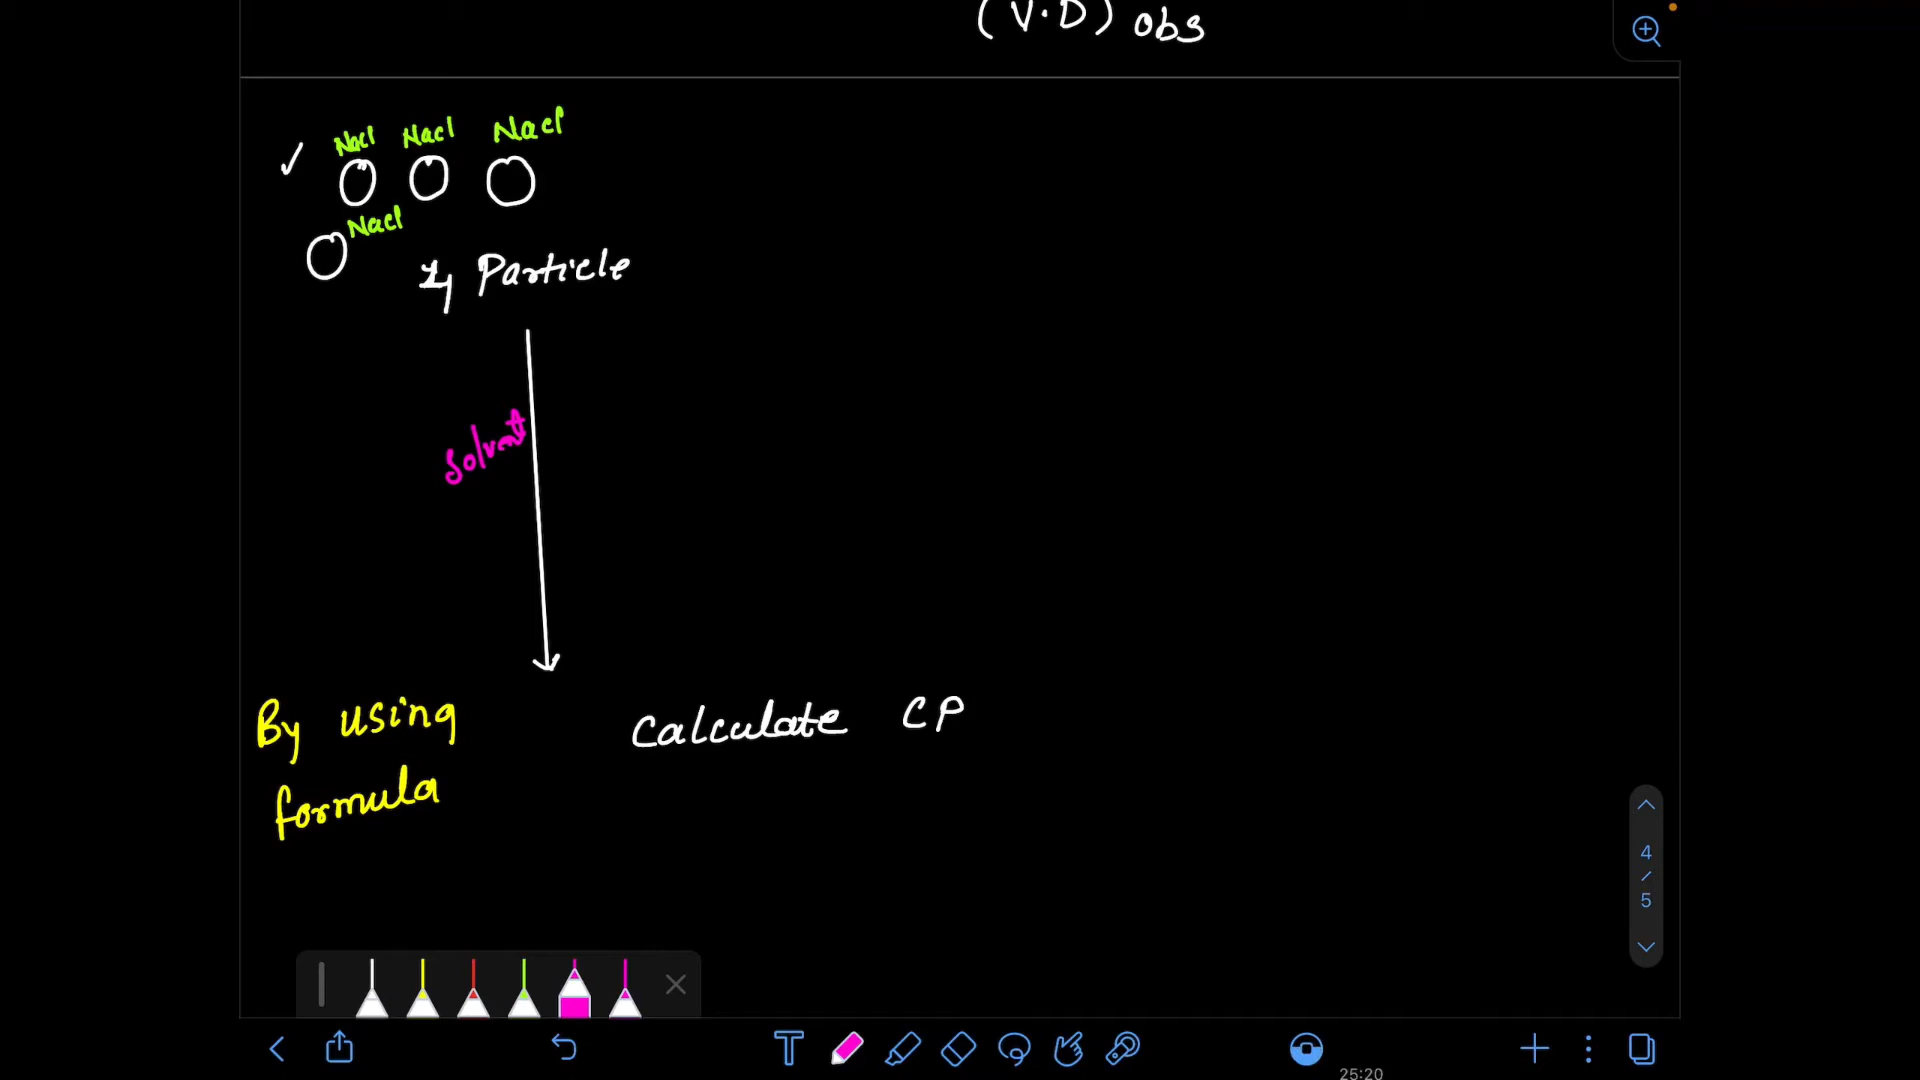 (V.D) obs
Nacl Nacl Nacl
Nacl
4 Particle
Solvent
By using
formula
Calculate CP
4
/
5
25:20